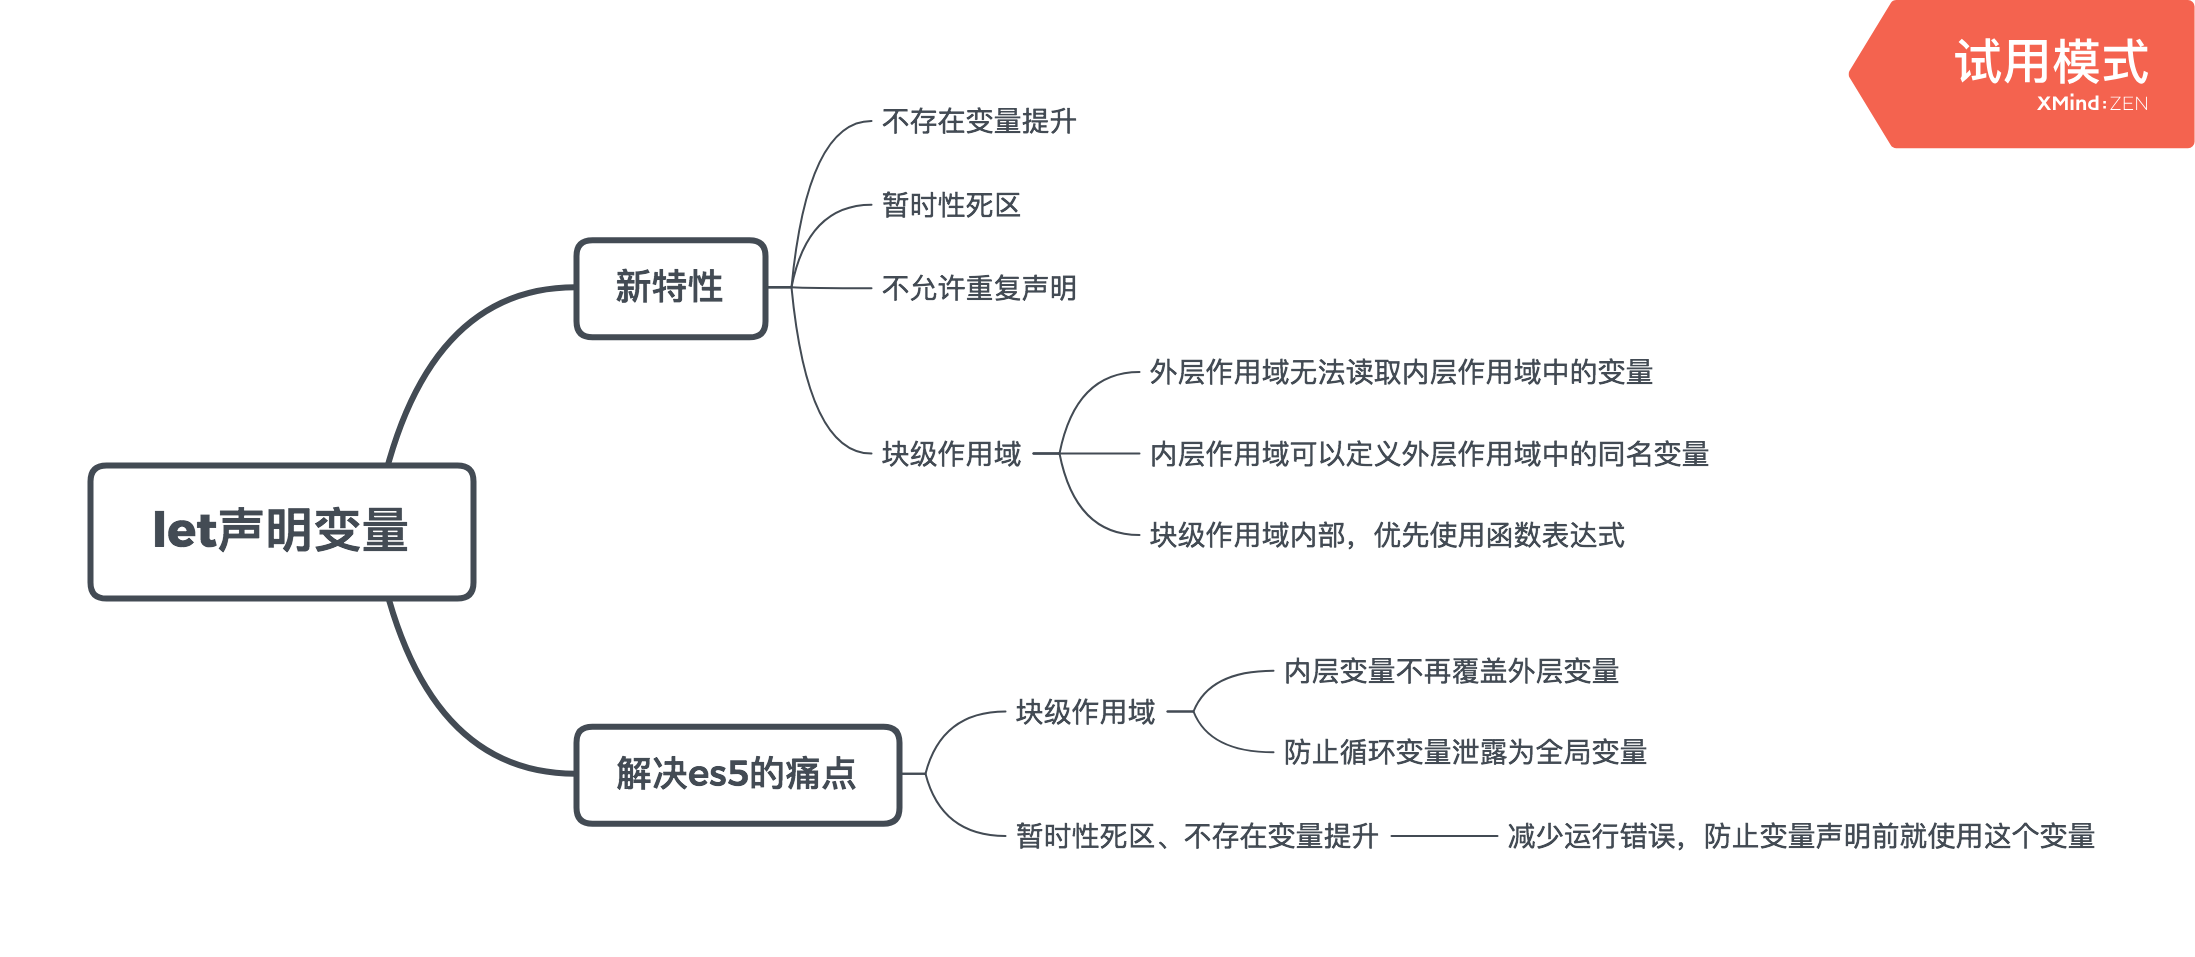 试用模式
XMind:ZEN
let声明变量
新特性
不存在变量提升
暂时性死区
不允许重复声明
块级作用域
外层作用域无法读取内层作用域中的变量
内层作用域可以定义外层作用域中的同名变量
块级作用域内部，优先使用函数表达式
解决es5的痛点
块级作用域
内层变量不再覆盖外层变量
防止循环变量泄露为全局变量
暂时性死区、不存在变量提升
减少运行错误，防止变量声明前就使用这个变量